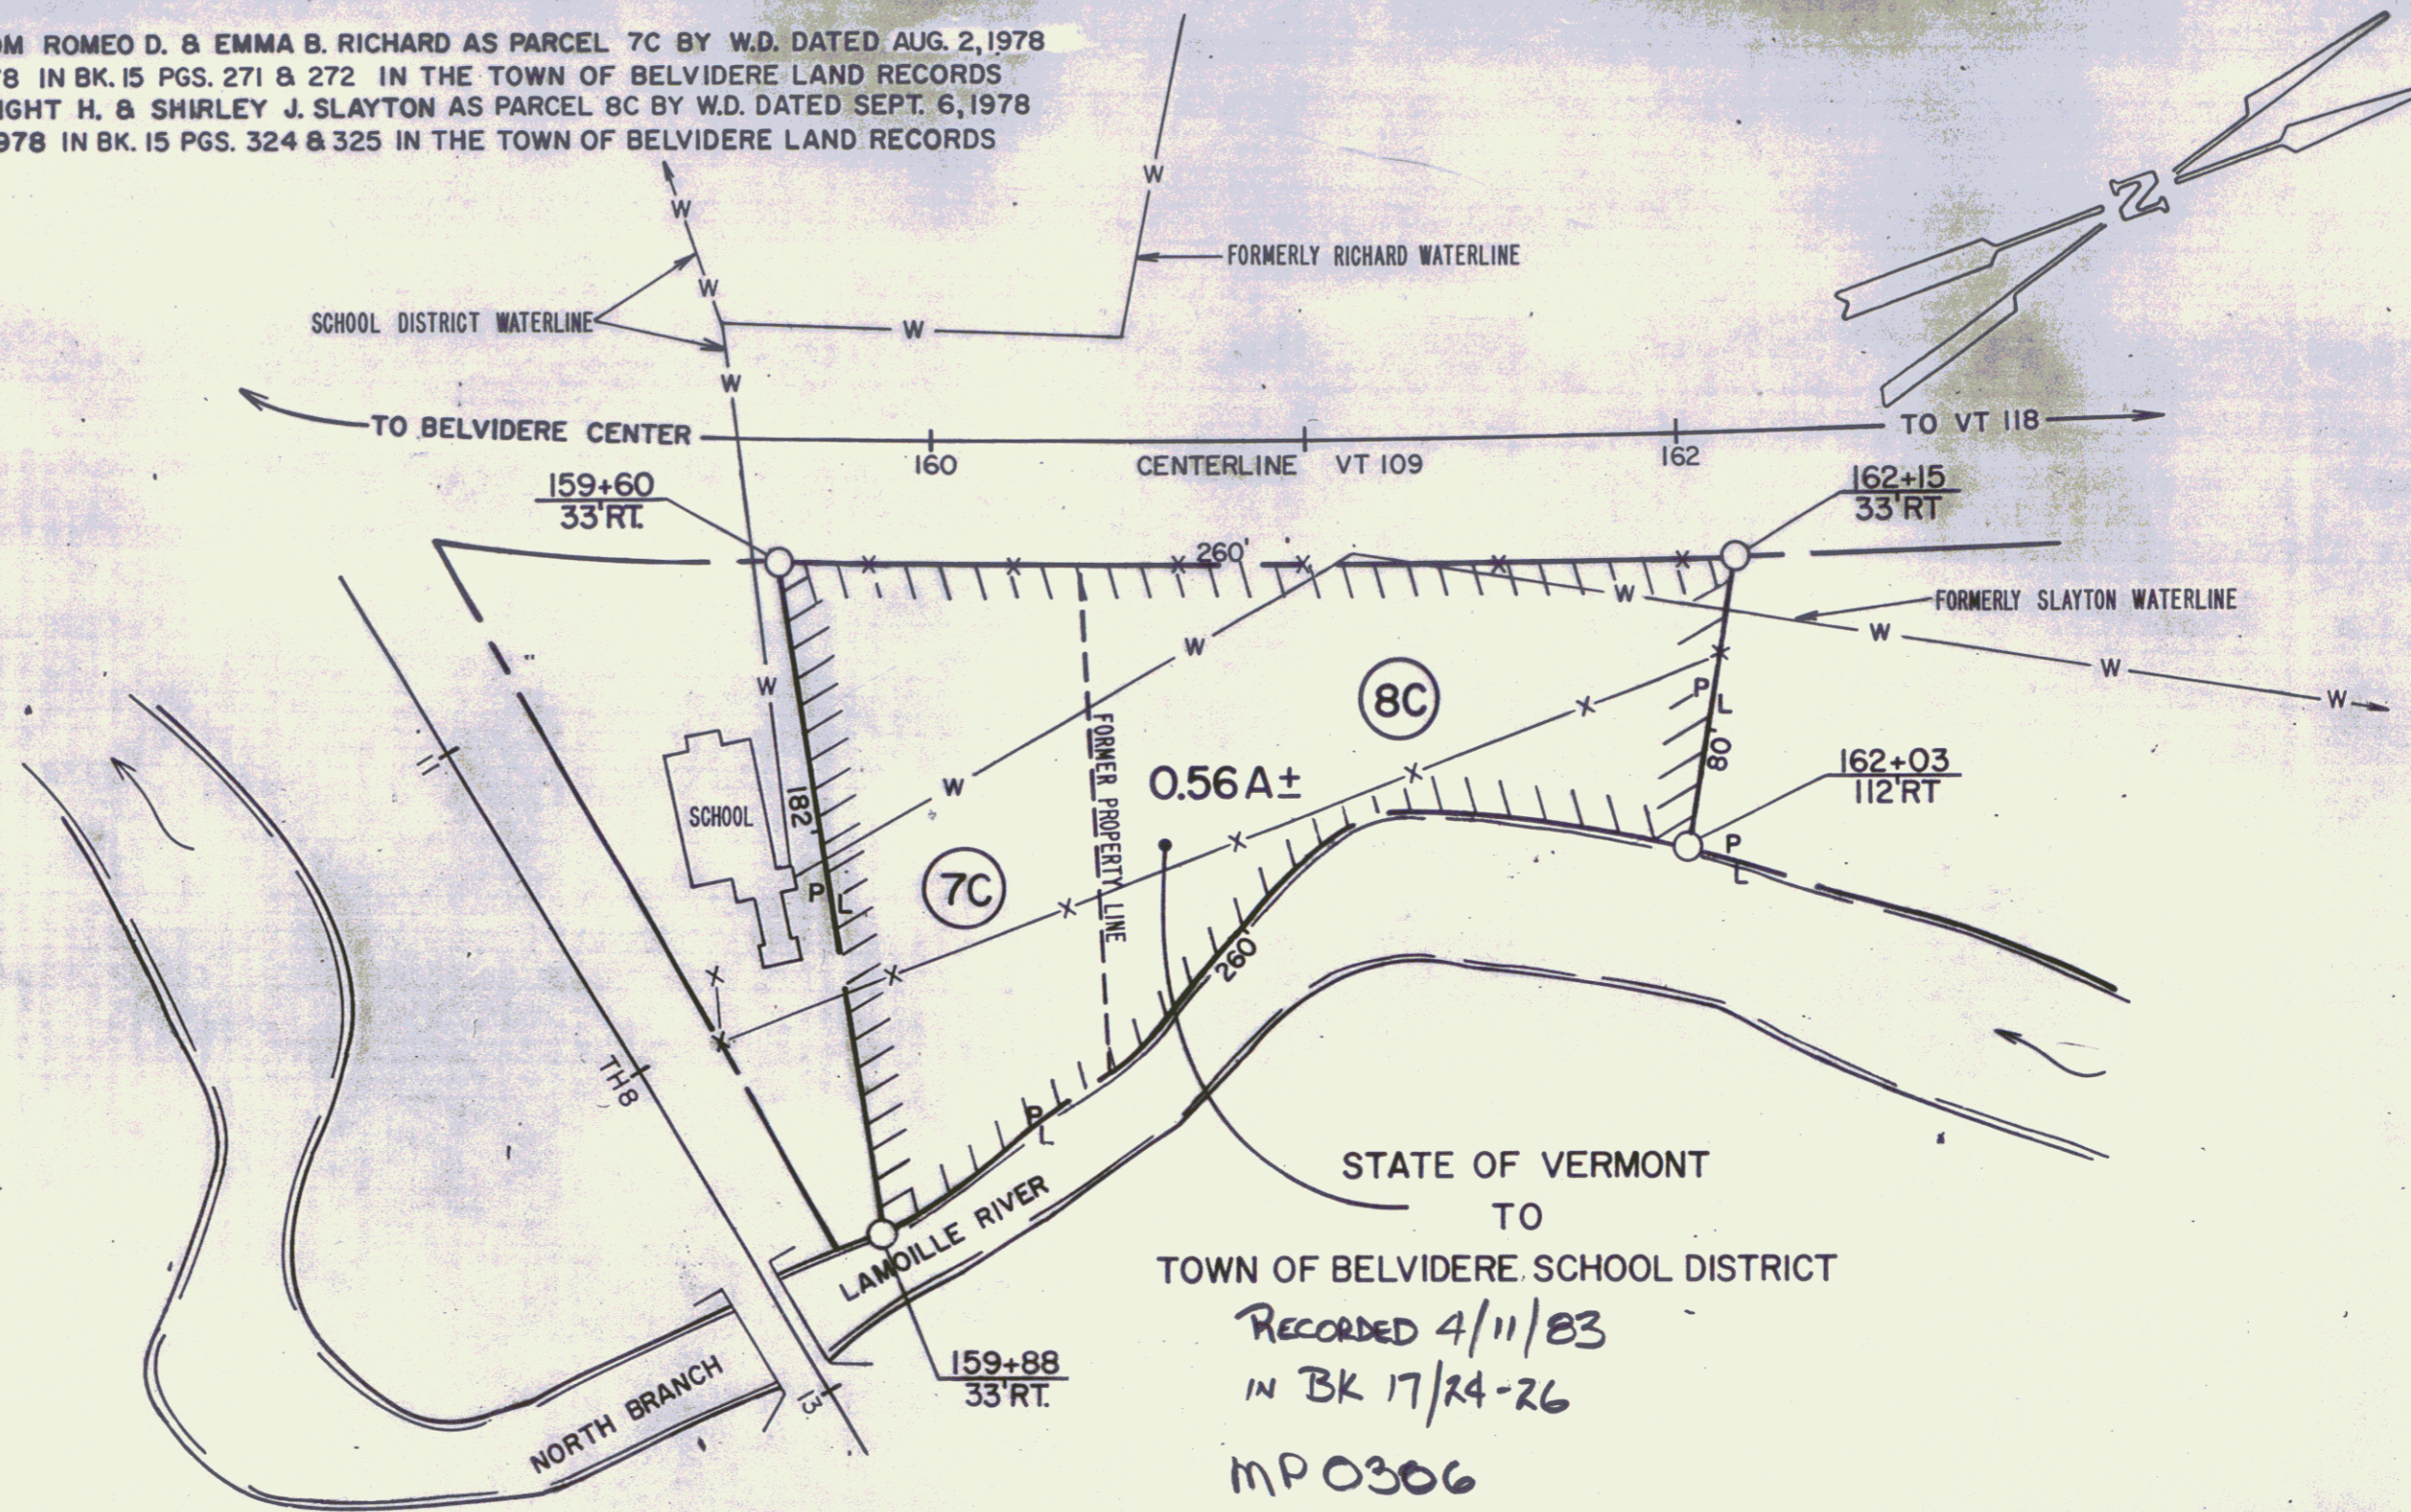 ROMEO D. & EMMA B. RICHARD AS PARCEL 7C BY W.D. DATED AUG. 2, 1978
IN BK. 15 PGS. 271 & 272 IN THE TOWN OF BELVIDERE LAND RECORDS
H. & SHIRLEY J. SLAYTON AS PARCEL 8C BY W.D. DATED SEPT. 6, 1978
IN BK. 15 PGS. 324 & 325 IN THE TOWN OF BELVIDERE LAND RECORDS
N
W
W
W
FORMERLY RICHARD WATERLINE
SCHOOL DISTRICT WATERLINE
W
W
TO BELVIDERE CENTER
TO VT 118
160
CENTERLINE VT 109
162
159+60
33'RT.
162+15
33'RT
260'
W
FORMERLY SLAYTON WATERLINE
W
W
W
W
W
W
P
L
80'
8C
FORMER PROPERTY LINE
0.56 A±
162+03
112'RT
SCHOOL
182'
11
P
L
P
L
7C
260'
TH8
P
L
LAMOILLE RIVER
STATE OF VERMONT
TO
TOWN OF BELVIDERE SCHOOL DISTRICT
RECORDED 4/11/83
IN BK 17/24-26
MP 0306
159+88
33'RT.
13
NORTH BRANCH